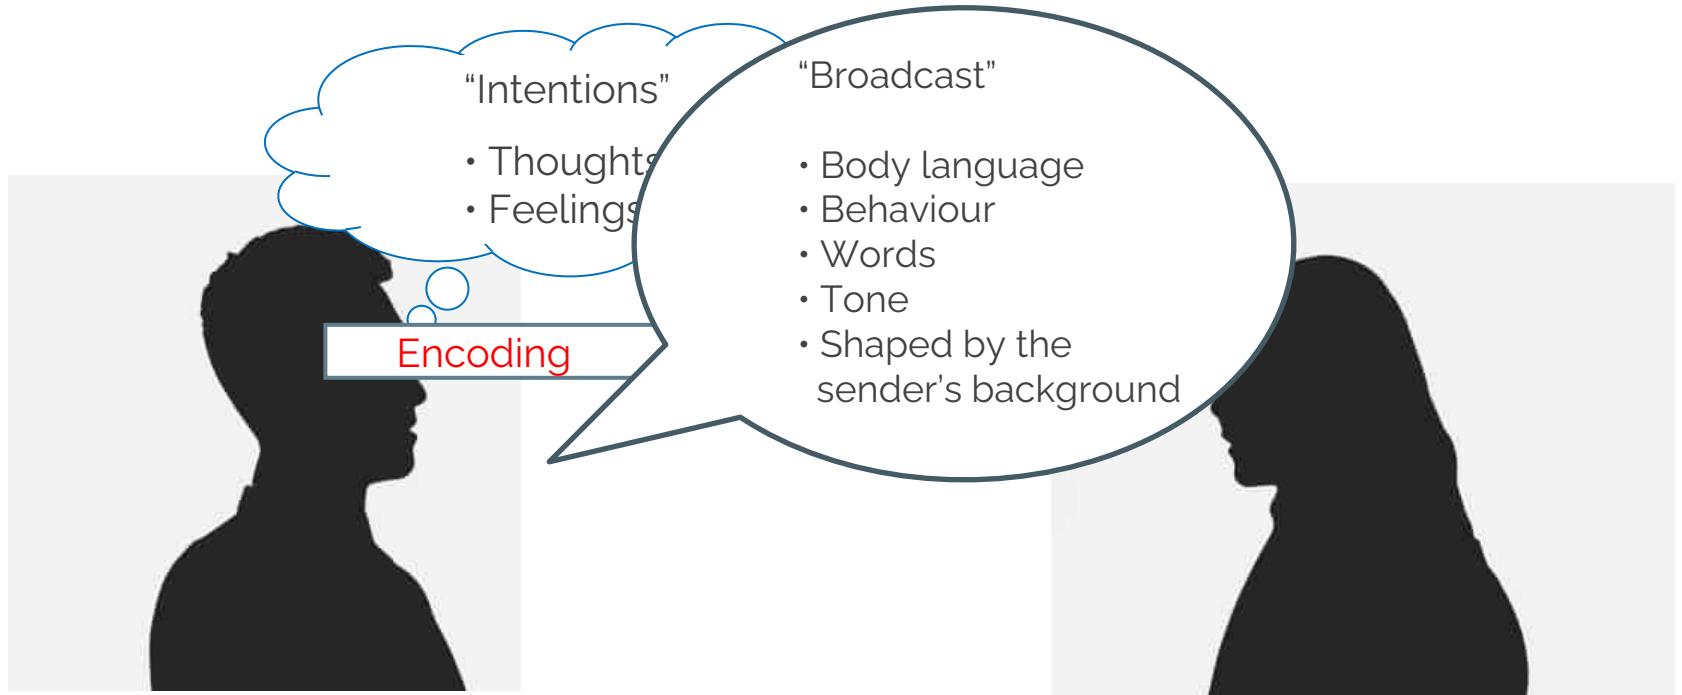 “Intentions”
• Thoughts
• Feelings
Encoding
“Broadcast”
• Body language
• Behaviour
• Words
• Tone
• Shaped by the
sender’s background